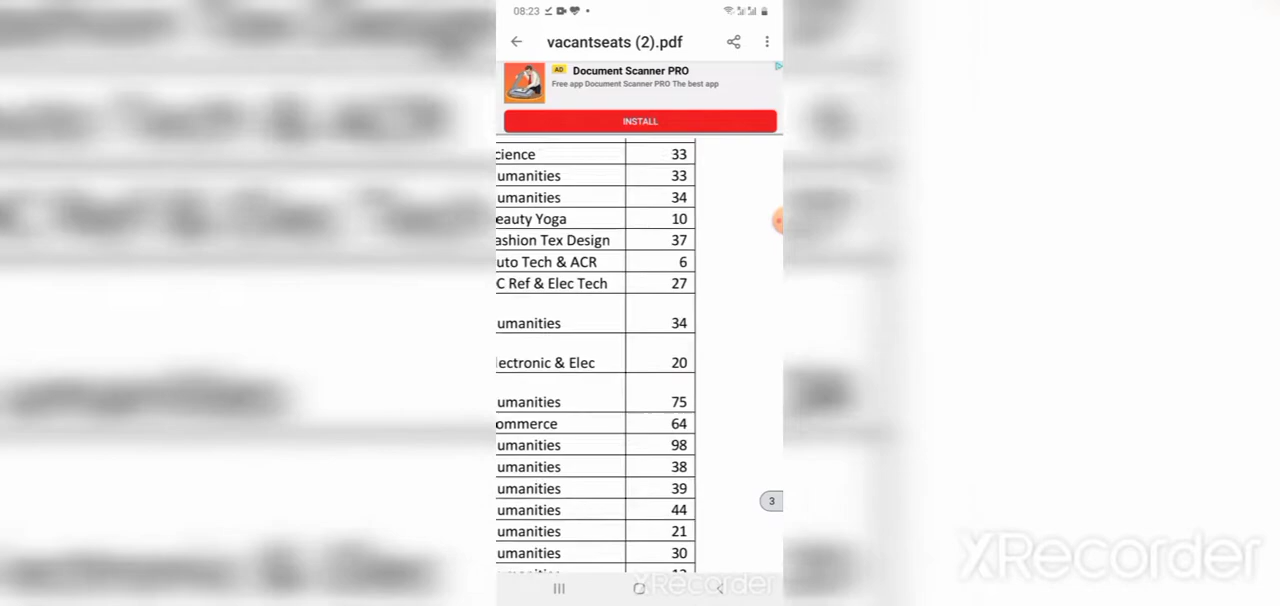 08:23
vacantseats (2).pdf
AD Document Scanner PRO
Free app Document Scanner PRO The best app
INSTALL
cience 33
umanities 33
umanities 34
eauty Yoga 10
ashion Tex Design 37
uto Tech & ACR 6
C Ref & Elec Tech 27
umanities 34
lectronic & Elec 20
umanities 75
ommerce 64
umanities 98
umanities 38
umanities 39
umanities 44
umanities 21
umanities 30
3
XRecorder
XRecorder